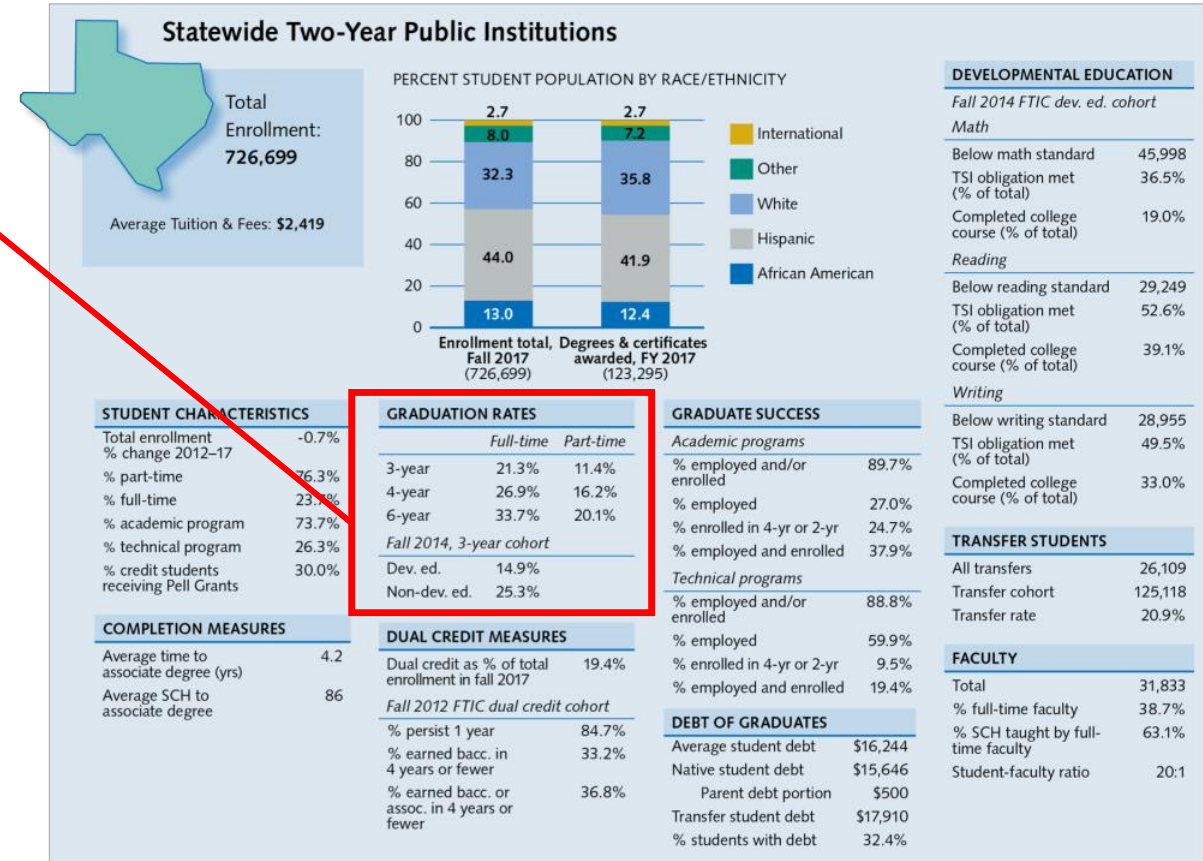 Statewide Two-Year Public Institutions
Total
Enrollment:
726,699
Average Tuition & Fees: $2,419
PERCENT STUDENT POPULATION BY RACE/ETHNICITY
100
80
60
40
20
0
2.7
8.0
32.3
44.0
13.0
2.7
7.2
35.8
41.9
12.4
International
Other
White
Hispanic
African American
Enrollment total,
Fall 2017
(726,699)
Degrees & certificates
awarded, FY 2017
(123,295)
STUDENT CHARACTERISTICS
Total enrollment -0.7%
% change 2012–17
% part-time 76.3%
% full-time 23.7%
% academic program 73.7%
% technical program 26.3%
% credit students 30.0%
receiving Pell Grants
COMPLETION MEASURES
Average time to 4.2
associate degree (yrs)
Average SCH to 86
associate degree
GRADUATION RATES
Full-time Part-time
3-year 21.3% 11.4%
4-year 26.9% 16.2%
6-year 33.7% 20.1%
Fall 2014, 3-year cohort
Dev. ed. 14.9%
Non-dev. ed. 25.3%
DUAL CREDIT MEASURES
Dual credit as % of total 19.4%
enrollment in fall 2017
Fall 2012 FTIC dual credit cohort
% persist 1 year 84.7%
% earned bacc. in 33.2%
4 years or fewer
% earned bacc. or 36.8%
assoc. in 4 years or
fewer
GRADUATE SUCCESS
Academic programs
% employed and/or 89.7%
enrolled
% employed 27.0%
% enrolled in 4-yr or 2-yr 24.7%
% employed and enrolled 37.9%
Technical programs
% employed and/or 88.8%
enrolled
% employed 59.9%
% enrolled in 4-yr or 2-yr 9.5%
% employed and enrolled 19.4%
DEBT OF GRADUATES
Average student debt $16,244
Native student debt $15,646
Parent debt portion $500
Transfer student debt $17,910
% students with debt 32.4%
DEVELOPMENTAL EDUCATION
Fall 2014 FTIC dev. ed. cohort
Math
Below math standard 45,998
TSI obligation met 36.5%
(% of total)
Completed college 19.0%
course (% of total)
Reading
Below reading standard 29,249
TSI obligation met 52.6%
(% of total)
Completed college 39.1%
course (% of total)
Writing
Below writing standard 28,955
TSI obligation met 49.5%
(% of total)
Completed college 33.0%
course (% of total)
TRANSFER STUDENTS
All transfers 26,109
Transfer cohort 125,118
Transfer rate 20.9%
FACULTY
Total 31,833
% full-time faculty 38.7%
% SCH taught by full- 63.1%
time faculty
Student-faculty ratio 20:1